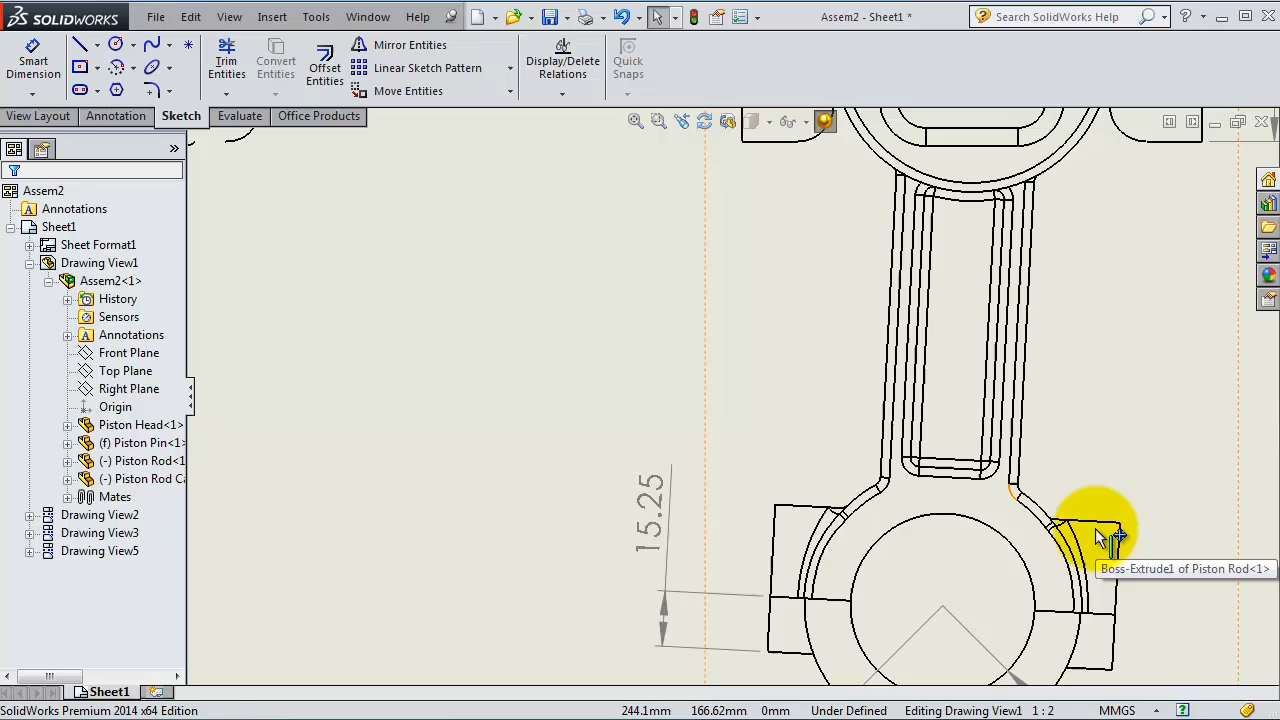 SOLIDWORKS File Edit View Insert Tools Window Help Assem2 - Sheet1 * Search SolidWorks Help
Smart Dimension
Trim Entities
Convert Entities
Offset Entities
Mirror Entities
Linear Sketch Pattern
Move Entities
Display/Delete Relations
Quick Snaps
View Layout Annotation Sketch Evaluate Office Products
Assem2
Annotations
Sheet1
Sheet Format1
Drawing View1
Assem2<1>
History
Sensors
Annotations
Front Plane
Top Plane
Right Plane
Origin
Piston Head<1>
(f) Piston Pin<1>
(-) Piston Rod<1
(-) Piston Rod Ca
Mates
Drawing View2
Drawing View3
Drawing View5
15.25
Boss-Extrude1 of Piston Rod<1>
Sheet1
SolidWorks Premium 2014 x64 Edition 244.1mm 166.62mm 0mm Under Defined Editing Drawing View1 1 : 2 MMGS